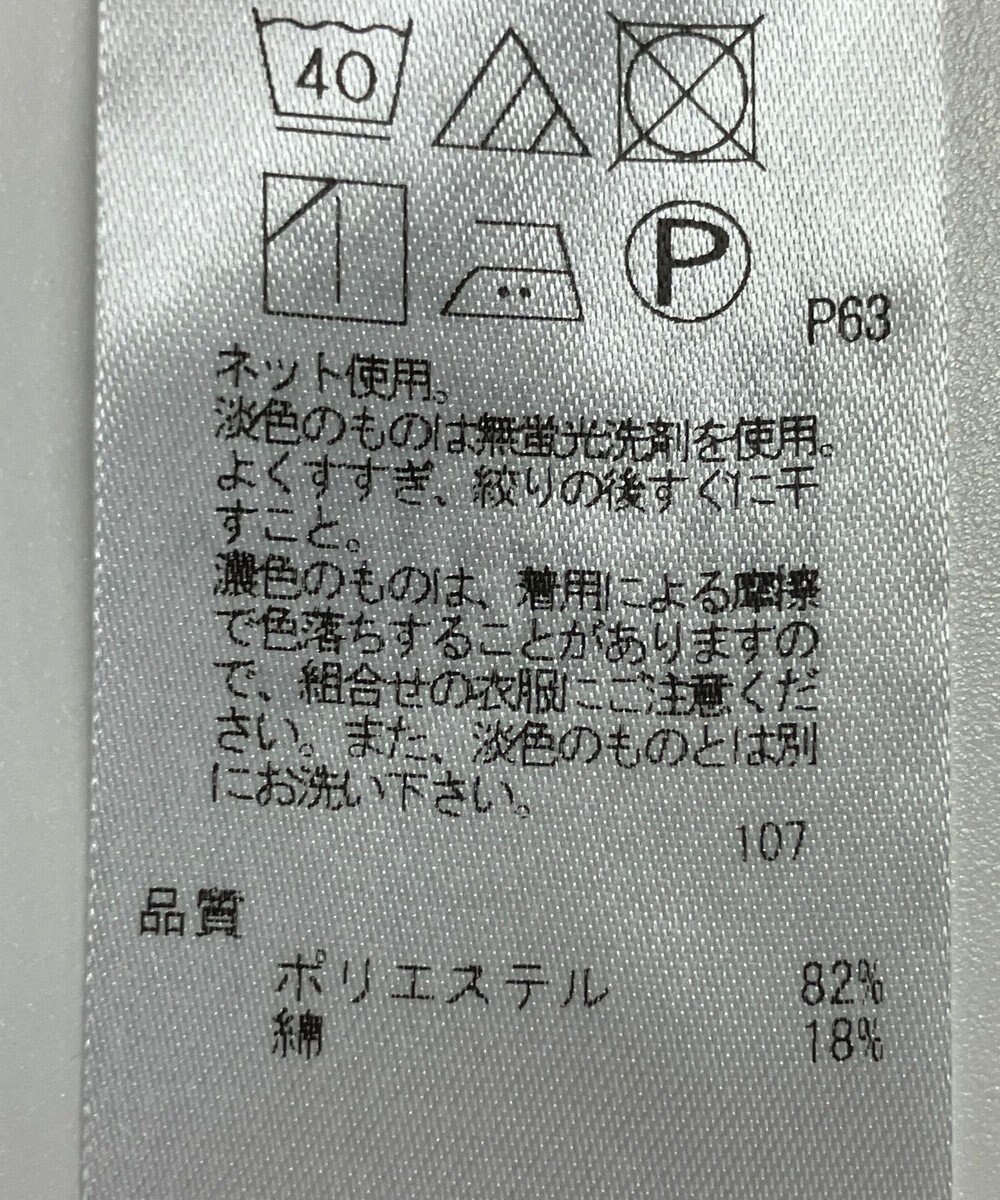 40
P
P63
ネット使用。
淡色のものは無蛍光洗剤を使用。
よくすすぎ、絞りの後すぐに干
すこと。
濃色のものは、着用による摩擦
で色落ちすることがありますの
で、組合せの衣服にご注意くだ
さい。また、淡色のものとは別
にお洗い下さい。
107
品質
ポリエステル 82%
綿 18%